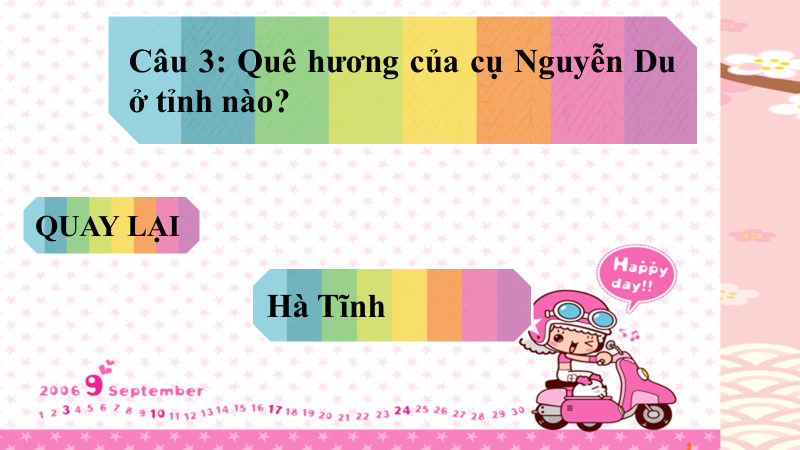 Câu 3: Quê hương của cụ Nguyễn Du
ở tỉnh nào?
QUAY LẠI
Happy
day!!
Hà Tĩnh
2006 9 September
1 2 3 4 5 6 7 8 9 10 11 12 13 14 15 16 17 18 19 20 21 22 23 24 25 26 27 28 29 30